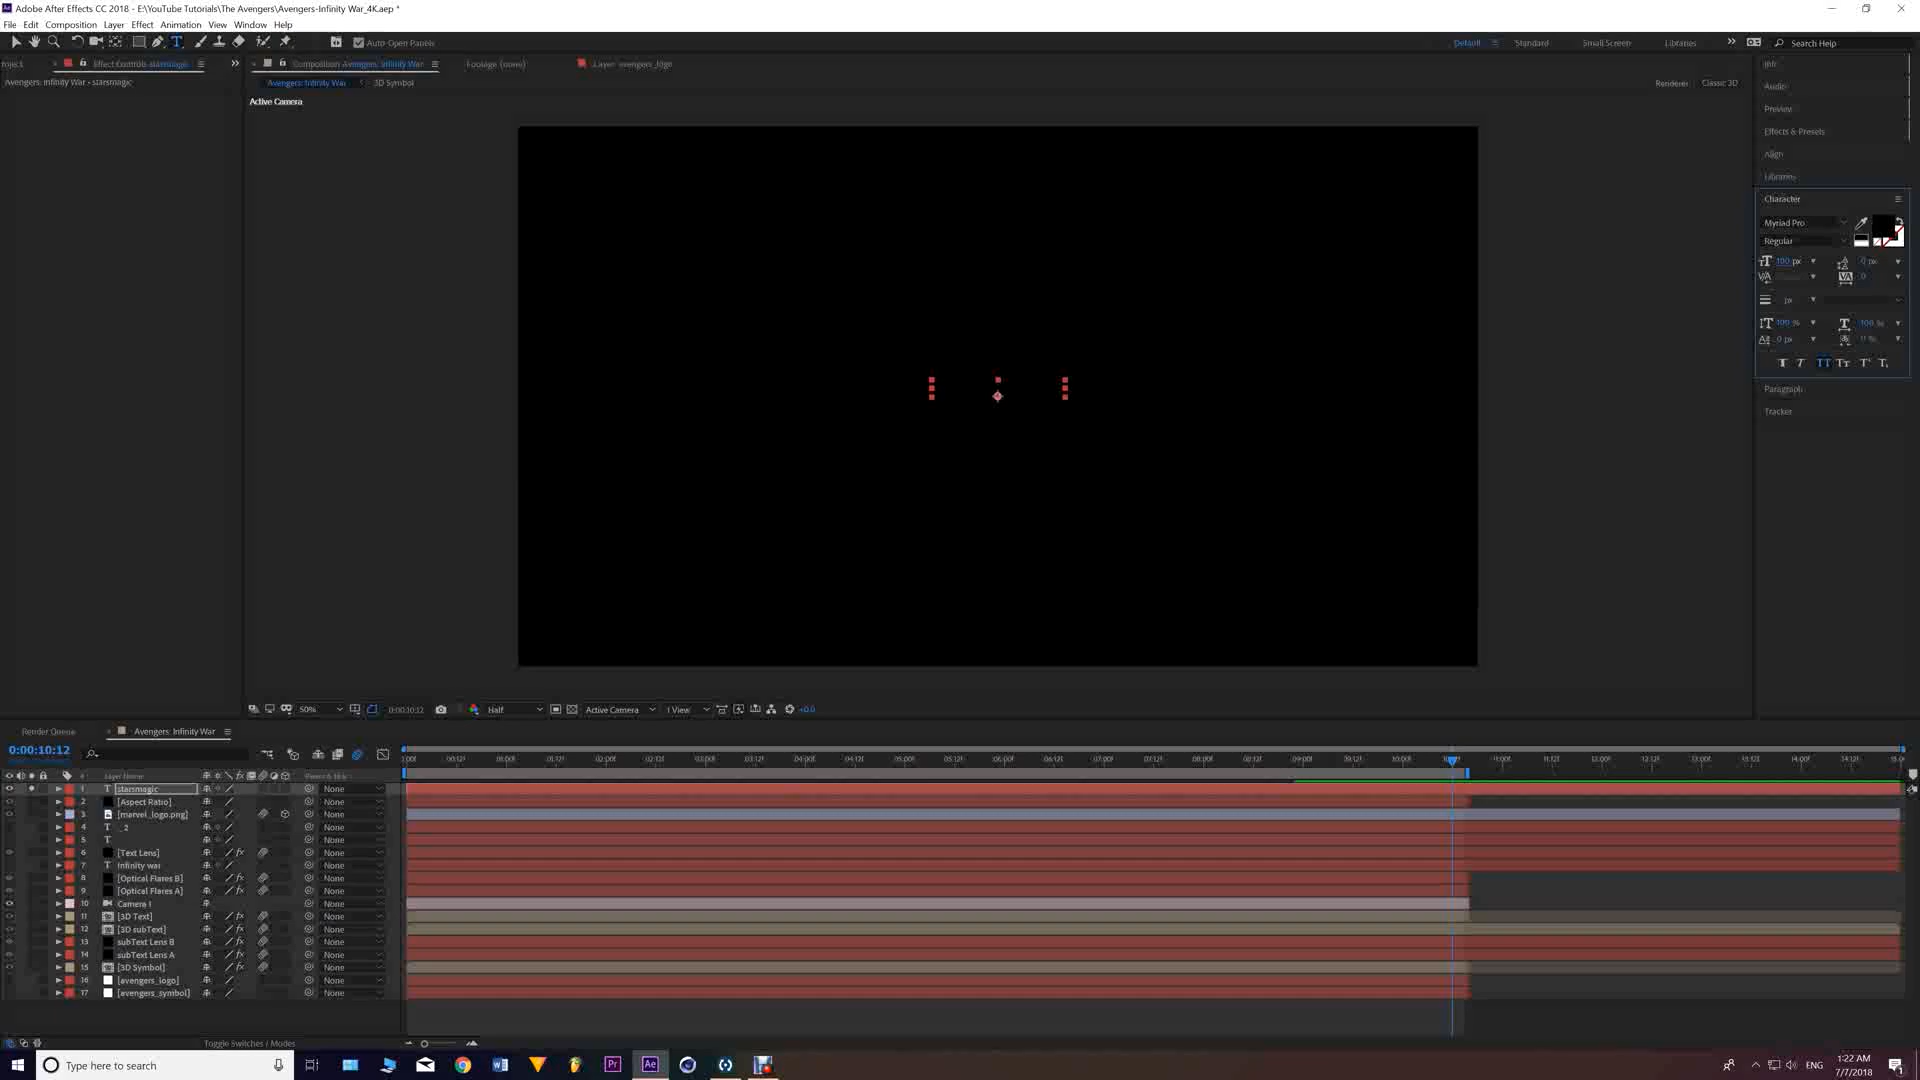 Adobe After Effects CC 2018 - E:\YouTube Tutorials\The Avengers\Avengers-Infinity War_4K.aep *
File Edit Composition Layer Effect Animation View Window Help
Auto-Open Panels
Default Standard Small Screen Libraries Search Help
Effect Controls starsmagic
Composition Avengers: Infinity War
Footage (none)
Layer: avengers_logo
Avengers: Infinity War • starsmagic
Avengers: Infinity War
3D Symbol
Renderer Classic 3D
Active Camera
Info
Audio
Preview
Effects & Presets
Align
Libraries
Character
Myriad Pro
Regular
100 px
px
0
px
100 %
100 %
0 px
0 %
Paragraph
Tracker
50% 0:00:10:12 Half Active Camera 1 View +0.0
Render Queue Avengers: Infinity War
0:00:10:12
# Layer Name Parent & Link
1 starsmagic None
2 [Aspect Ratio] None
3 [marvel_logo.png] None
4 _2 None
5 None
6 [Text Lens] fx None
7 Infinity war None
8 [Optical Flares B] fx None
9 [Optical Flares A] fx None
10 Camera 1 None
11 [3D Text] fx None
12 [3D subText] fx None
13 subText Lens B fx None
14 subText Lens A fx None
15 [3D Symbol] fx None
16 [avengers_logo] None
17 [avengers_symbol] None
Toggle Switches / Modes
Type here to search
ENG
1:22 AM
7/7/2018